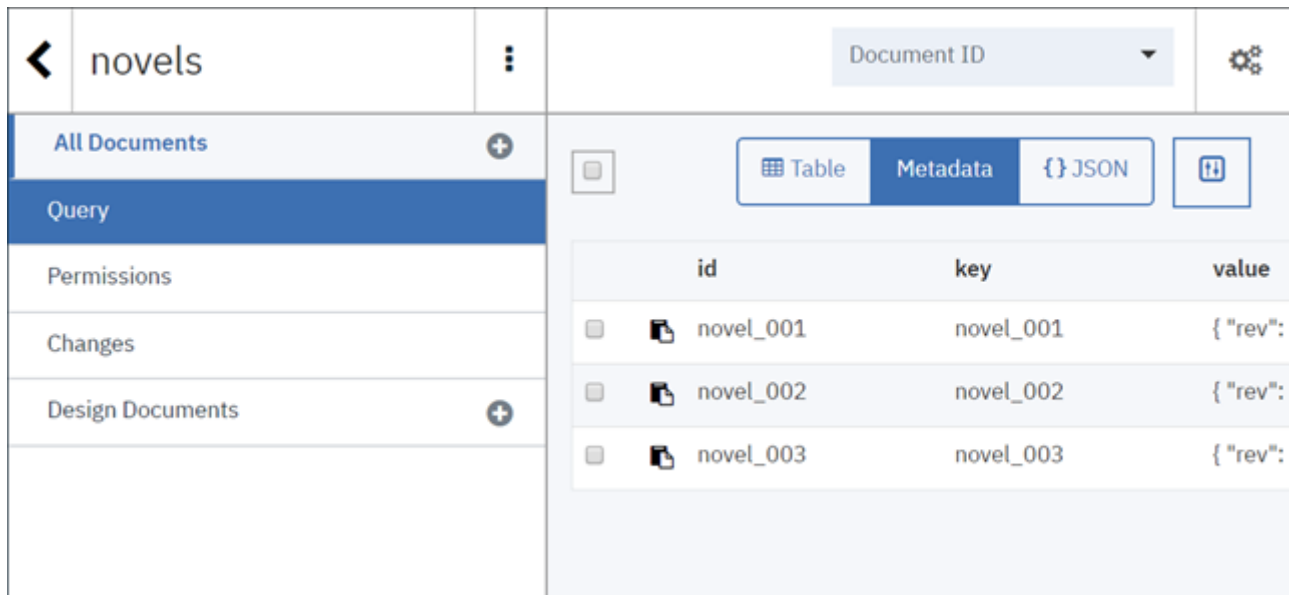 novels
Document ID
All Documents
Query
Permissions
Changes
Design Documents
Table Metadata {} JSON
id key value
novel_001 novel_001 { "rev":
novel_002 novel_002 { "rev":
novel_003 novel_003 { "rev":